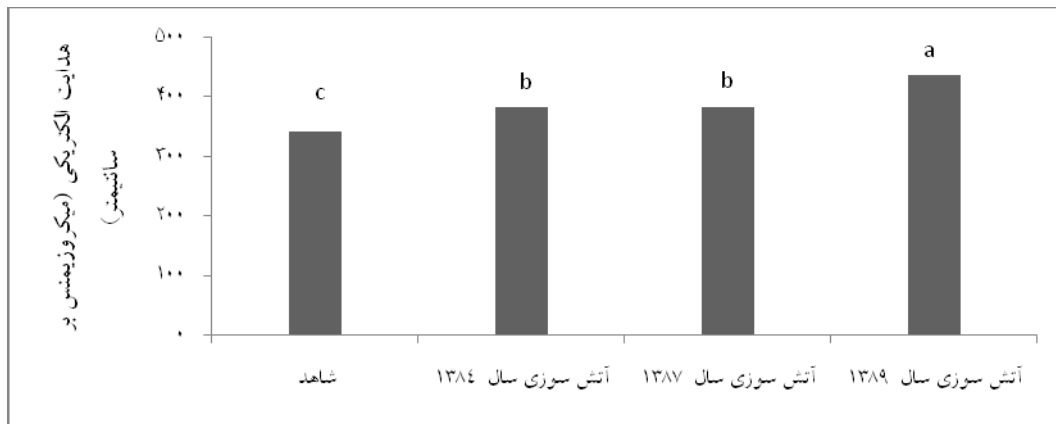 هدایت الکتریکی (میکروزیمنس بر
سانتیمتر)
۵۰۰
۴۰۰
۳۰۰
۲۰۰
۱۰۰
۰
c
b
b
a
شاهد
آتش سوزی سال ۱۳۸٤
آتش سوزی سال ۱۳۸۷
آتش سوزی سال ۱۳۸۹